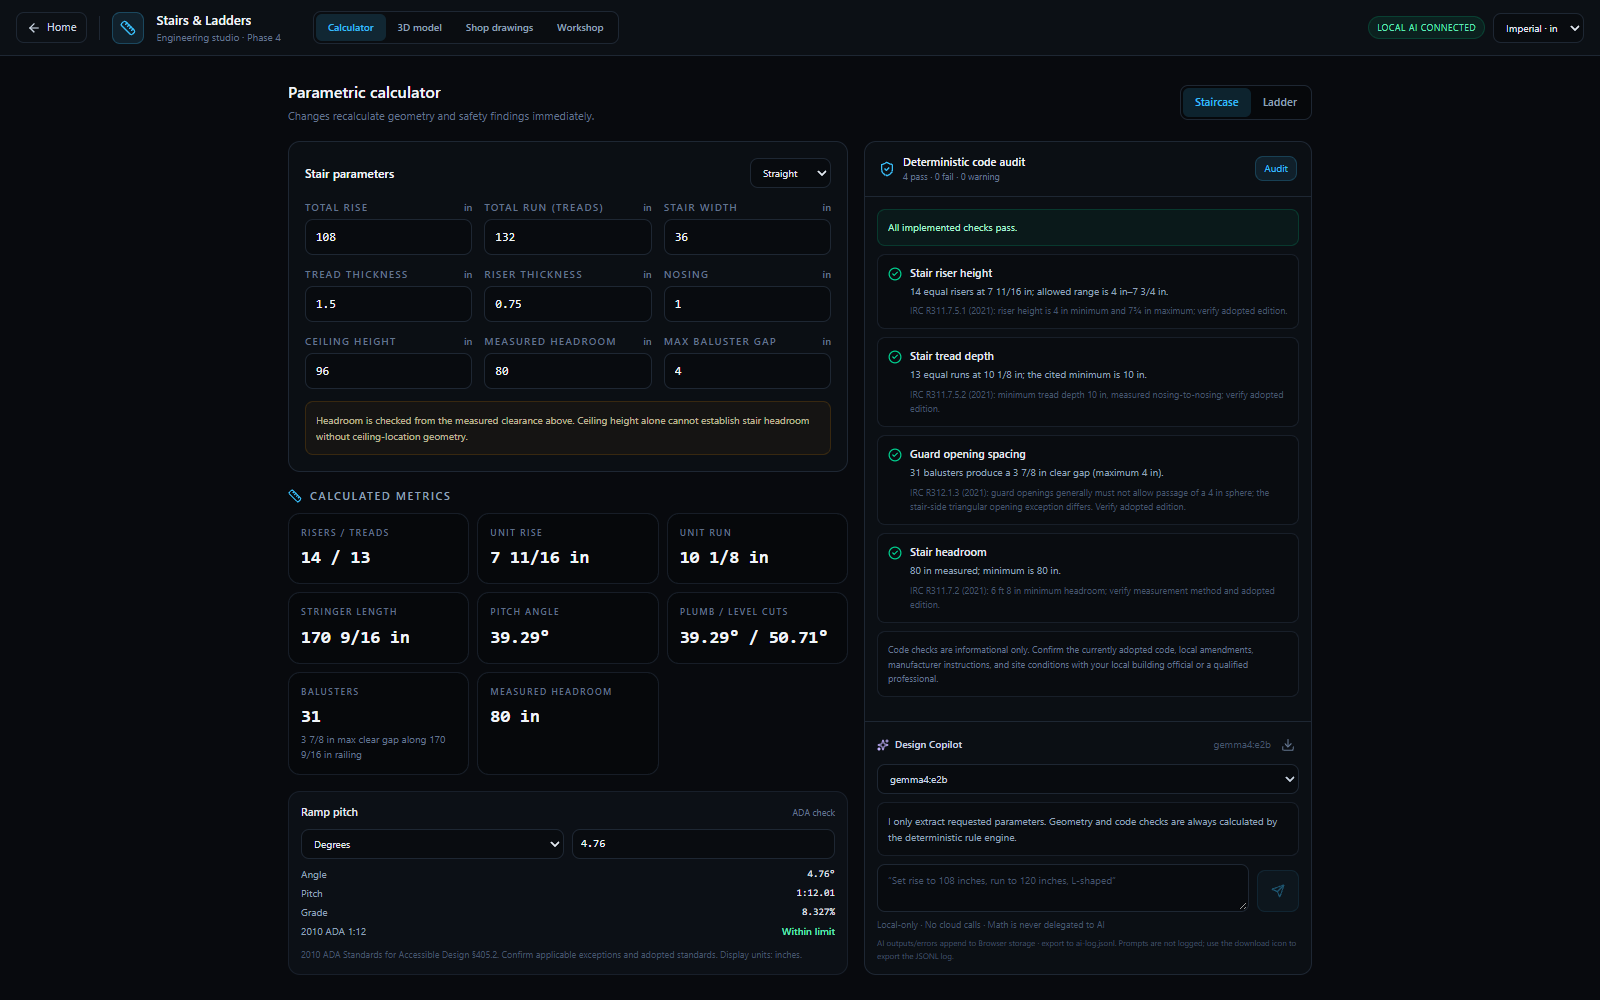 Home
Stairs & Ladders
Engineering studio · Phase 4
Calculator
3D model
Shop drawings
Workshop
LOCAL AI CONNECTED
Imperial · in
Parametric calculator
Changes recalculate geometry and safety findings immediately.
Staircase
Ladder
Stair parameters
Straight
TOTAL RISE in
TOTAL RUN (TREADS) in
STAIR WIDTH in
108
132
36
TREAD THICKNESS in
RISER THICKNESS in
NOSING in
1.5
0.75
1
CEILING HEIGHT in
MEASURED HEADROOM in
MAX BALUSTER GAP in
96
80
4
Headroom is checked from the measured clearance above. Ceiling height alone cannot establish stair headroom
without ceiling-location geometry.
CALCULATED METRICS
RISERS / TREADS
14 / 13
UNIT RISE
7 11/16 in
UNIT RUN
10 1/8 in
STRINGER LENGTH
170 9/16 in
PITCH ANGLE
39.29°
PLUMB / LEVEL CUTS
39.29° / 50.71°
BALUSTERS
31
3 7/8 in max clear gap along 170
9/16 in railing
MEASURED HEADROOM
80 in
Ramp pitch
ADA check
Degrees
4.76
Angle 4.76°
Pitch 1:12.01
Grade 8.327%
2010 ADA 1:12 Within limit
2010 ADA Standards for Accessible Design §405.2. Confirm applicable exceptions and adopted standards. Display units: inches.
Deterministic code audit
4 pass · 0 fail · 0 warning
Audit
All implemented checks pass.
Stair riser height
14 equal risers at 7 11/16 in; allowed range is 4 in–7 3/4 in.
IRC R311.7.5.1 (2021): riser height is 4 in minimum and 7¾ in maximum; verify adopted edition.
Stair tread depth
13 equal runs at 10 1/8 in; the cited minimum is 10 in.
IRC R311.7.5.2 (2021): minimum tread depth 10 in, measured nosing-to-nosing; verify adopted
edition.
Guard opening spacing
31 balusters produce a 3 7/8 in clear gap (maximum 4 in).
IRC R312.1.3 (2021): guard openings generally must not allow passage of a 4 in sphere; the
stair-side triangular opening exception differs. Verify adopted edition.
Stair headroom
80 in measured; minimum is 80 in.
IRC R311.7.2 (2021): 6 ft 8 in minimum headroom; verify measurement method and adopted
edition.
Code checks are informational only. Confirm the currently adopted code, local amendments,
manufacturer instructions, and site conditions with your local building official or a qualified
professional.
Design Copilot
gemma4:e2b
gemma4:e2b
I only extract requested parameters. Geometry and code checks are always calculated by
the deterministic rule engine.
"Set rise to 108 inches, run to 120 inches, L-shaped"
Local-only · No cloud calls · Math is never delegated to AI
AI outputs/errors append to Browser storage · export to ai-log.jsonl. Prompts are not logged; use the download icon to
export the JSONL log.